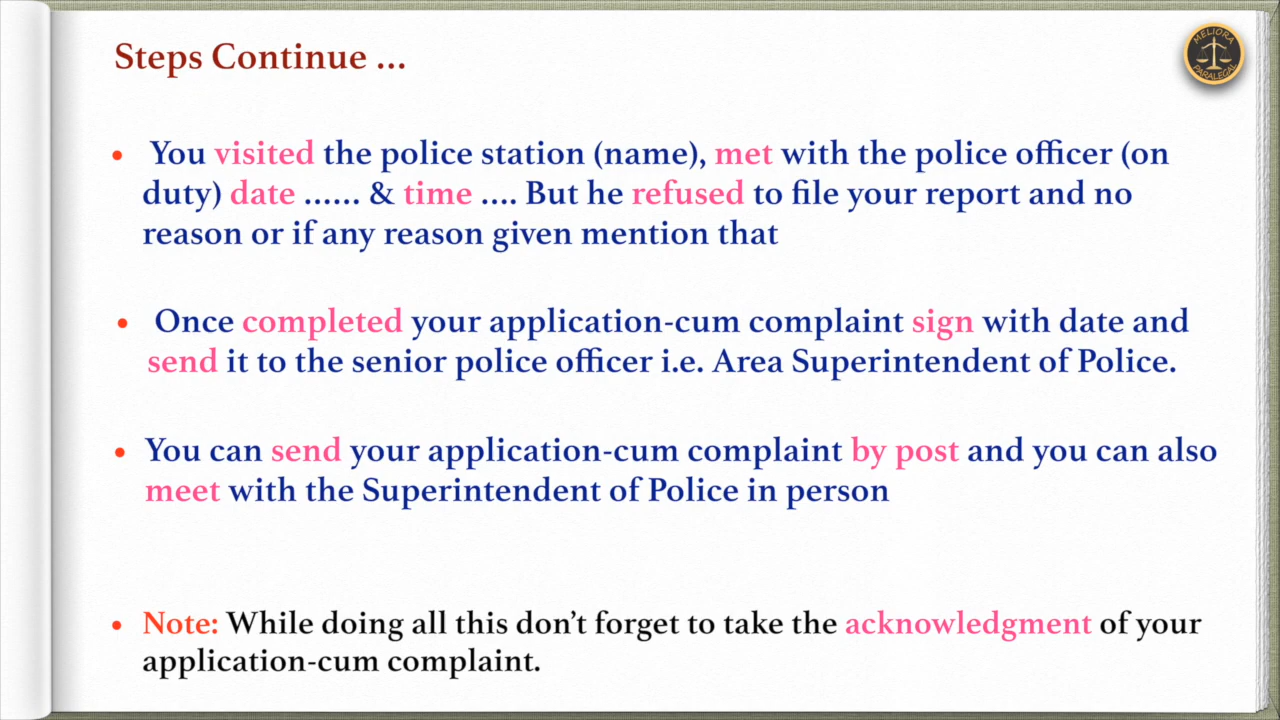 Steps Continue ...
MELIORA
PARALEGAL
• You visited the police station (name), met with the police officer (on
duty) date ...... & time .... But he refused to file your report and no
reason or if any reason given mention that
• Once completed your application-cum complaint sign with date and
send it to the senior police officer i.e. Area Superintendent of Police.
• You can send your application-cum complaint by post and you can also
meet with the Superintendent of Police in person
• Note: While doing all this don’t forget to take the acknowledgment of your
application-cum complaint.